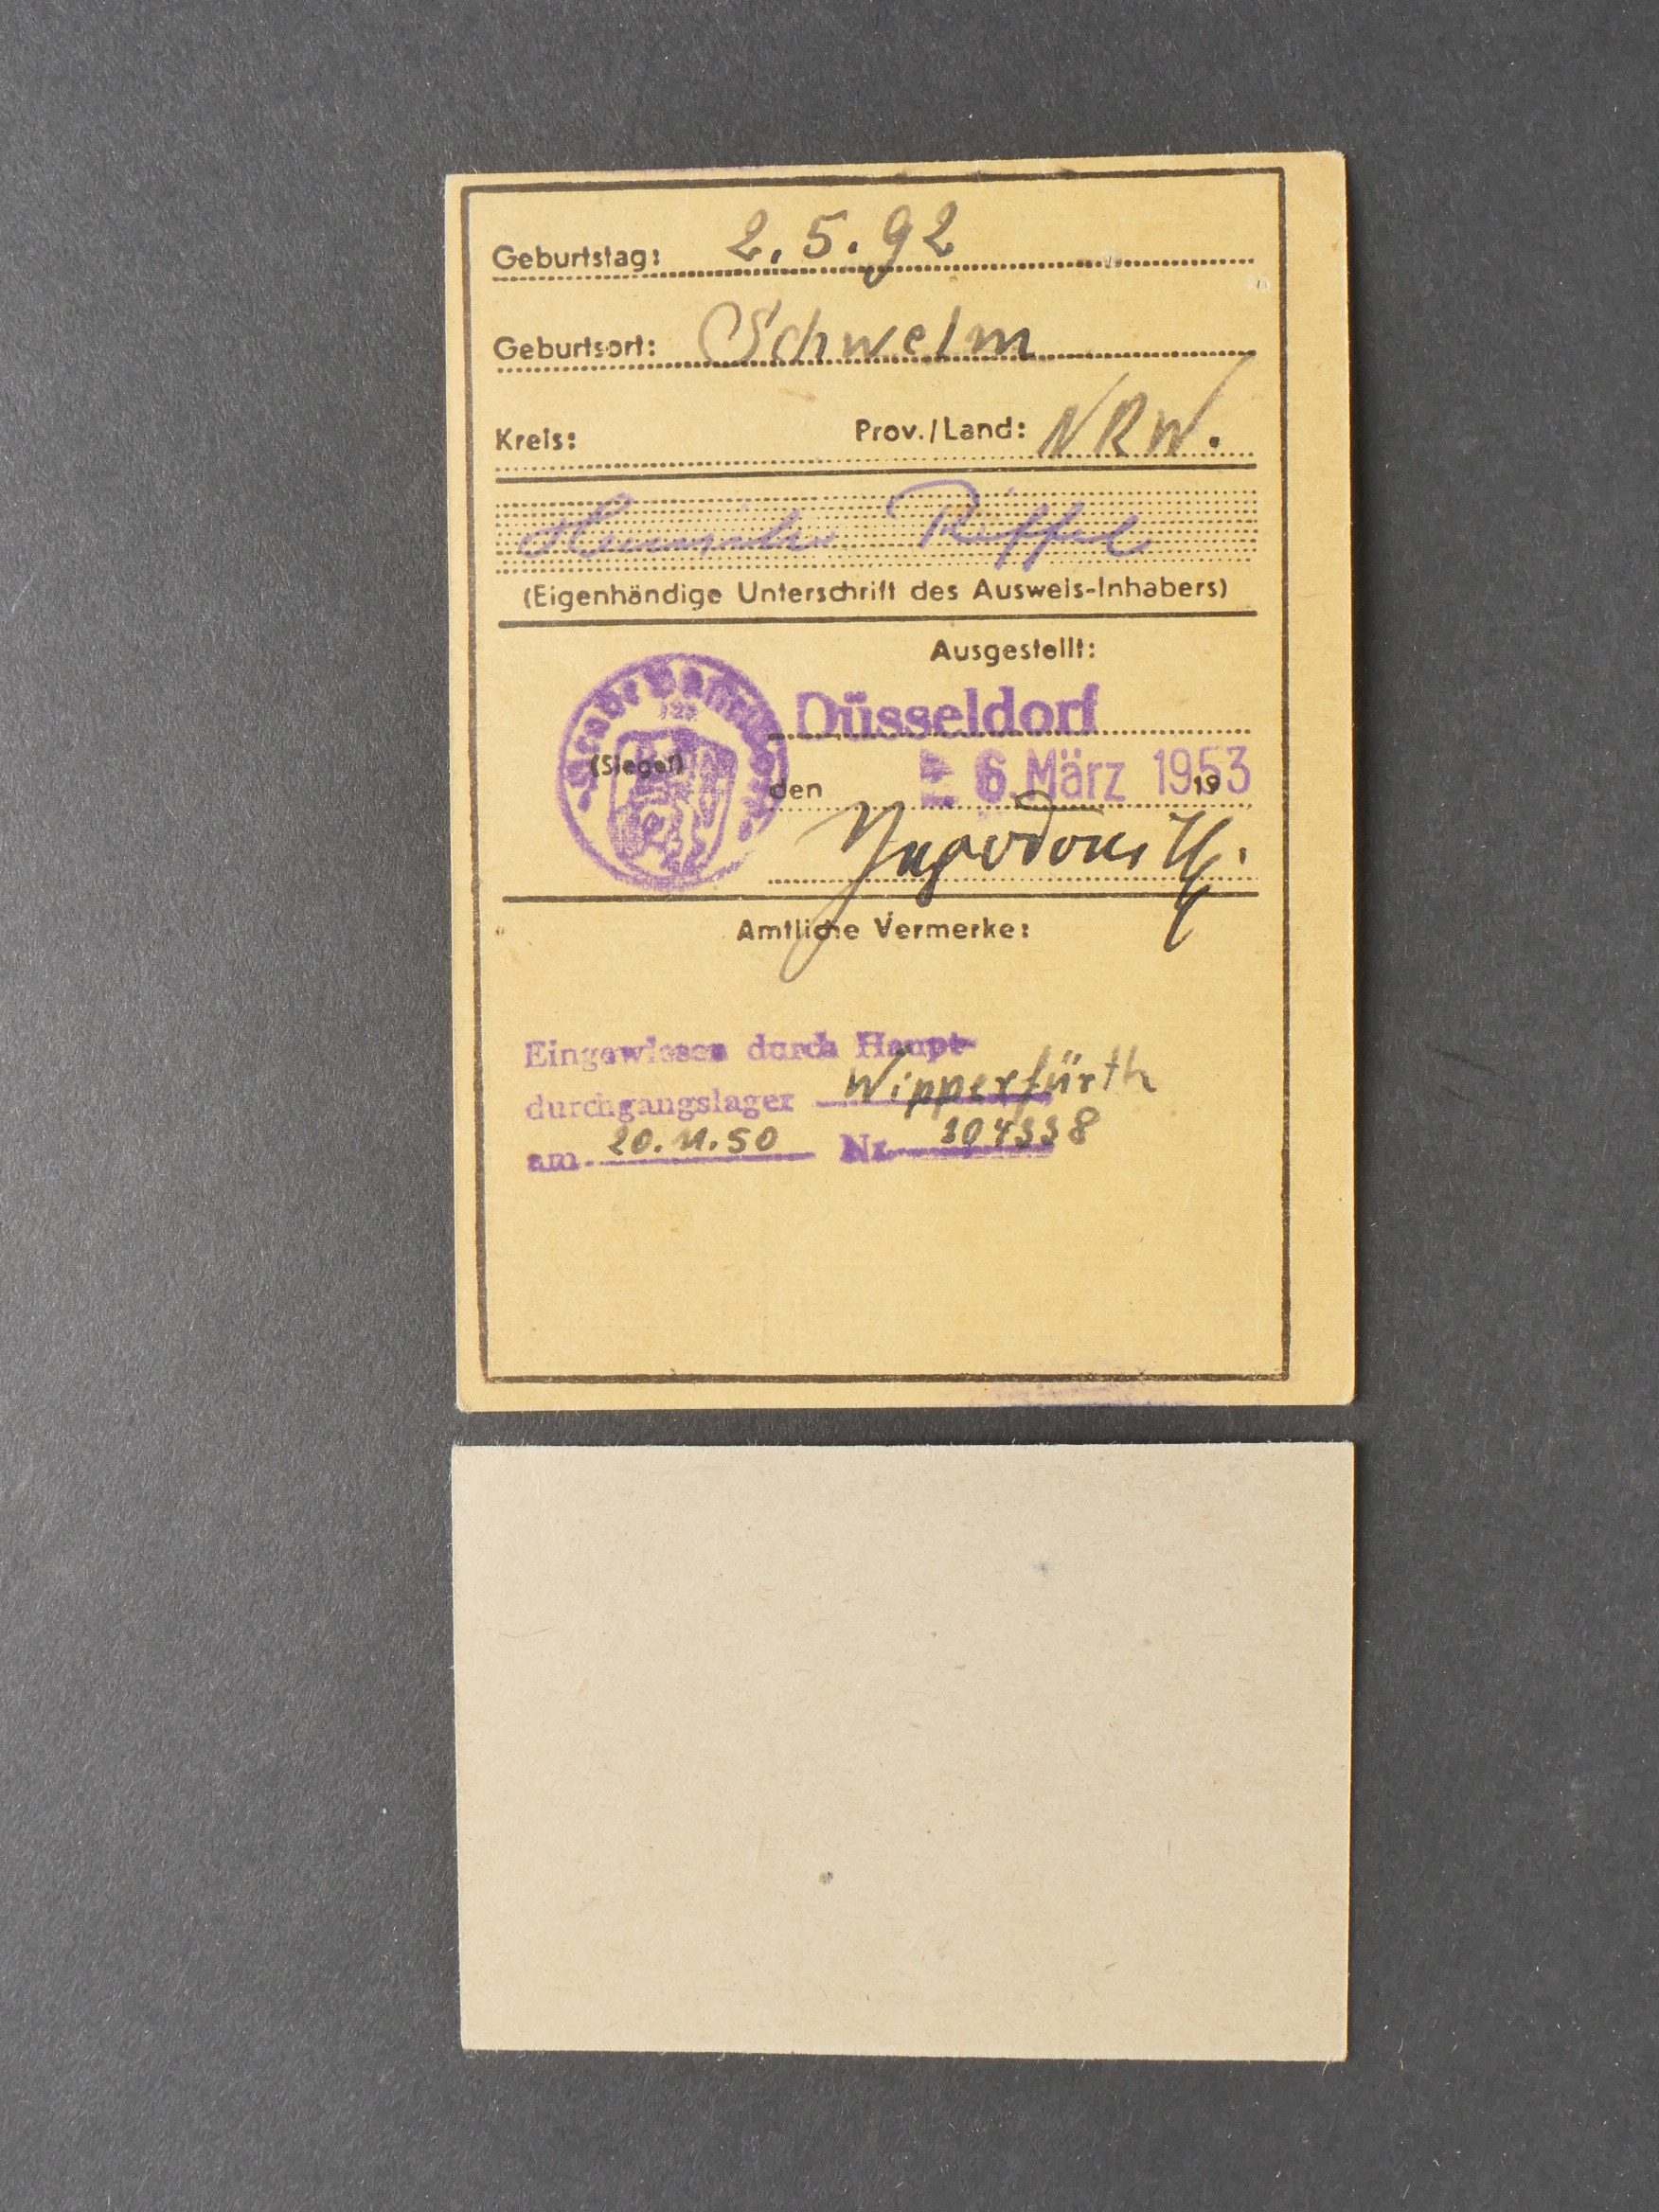 Geburtstag: 2.5.92
Geburtsort: Schwelm
Kreis: Prov./Land: NRW.
Riffel
(Eigenhändige Unterschrift des Ausweis-Inhabers)
Ausgestellt:
Düsseldorf
(Siegel)
den 6. März 1953 19
Amtliche Vermerke:
Eingewiesen durch Haupt-
durchgangslager Wipperfürth
am 20.11.50 Nr. 104338